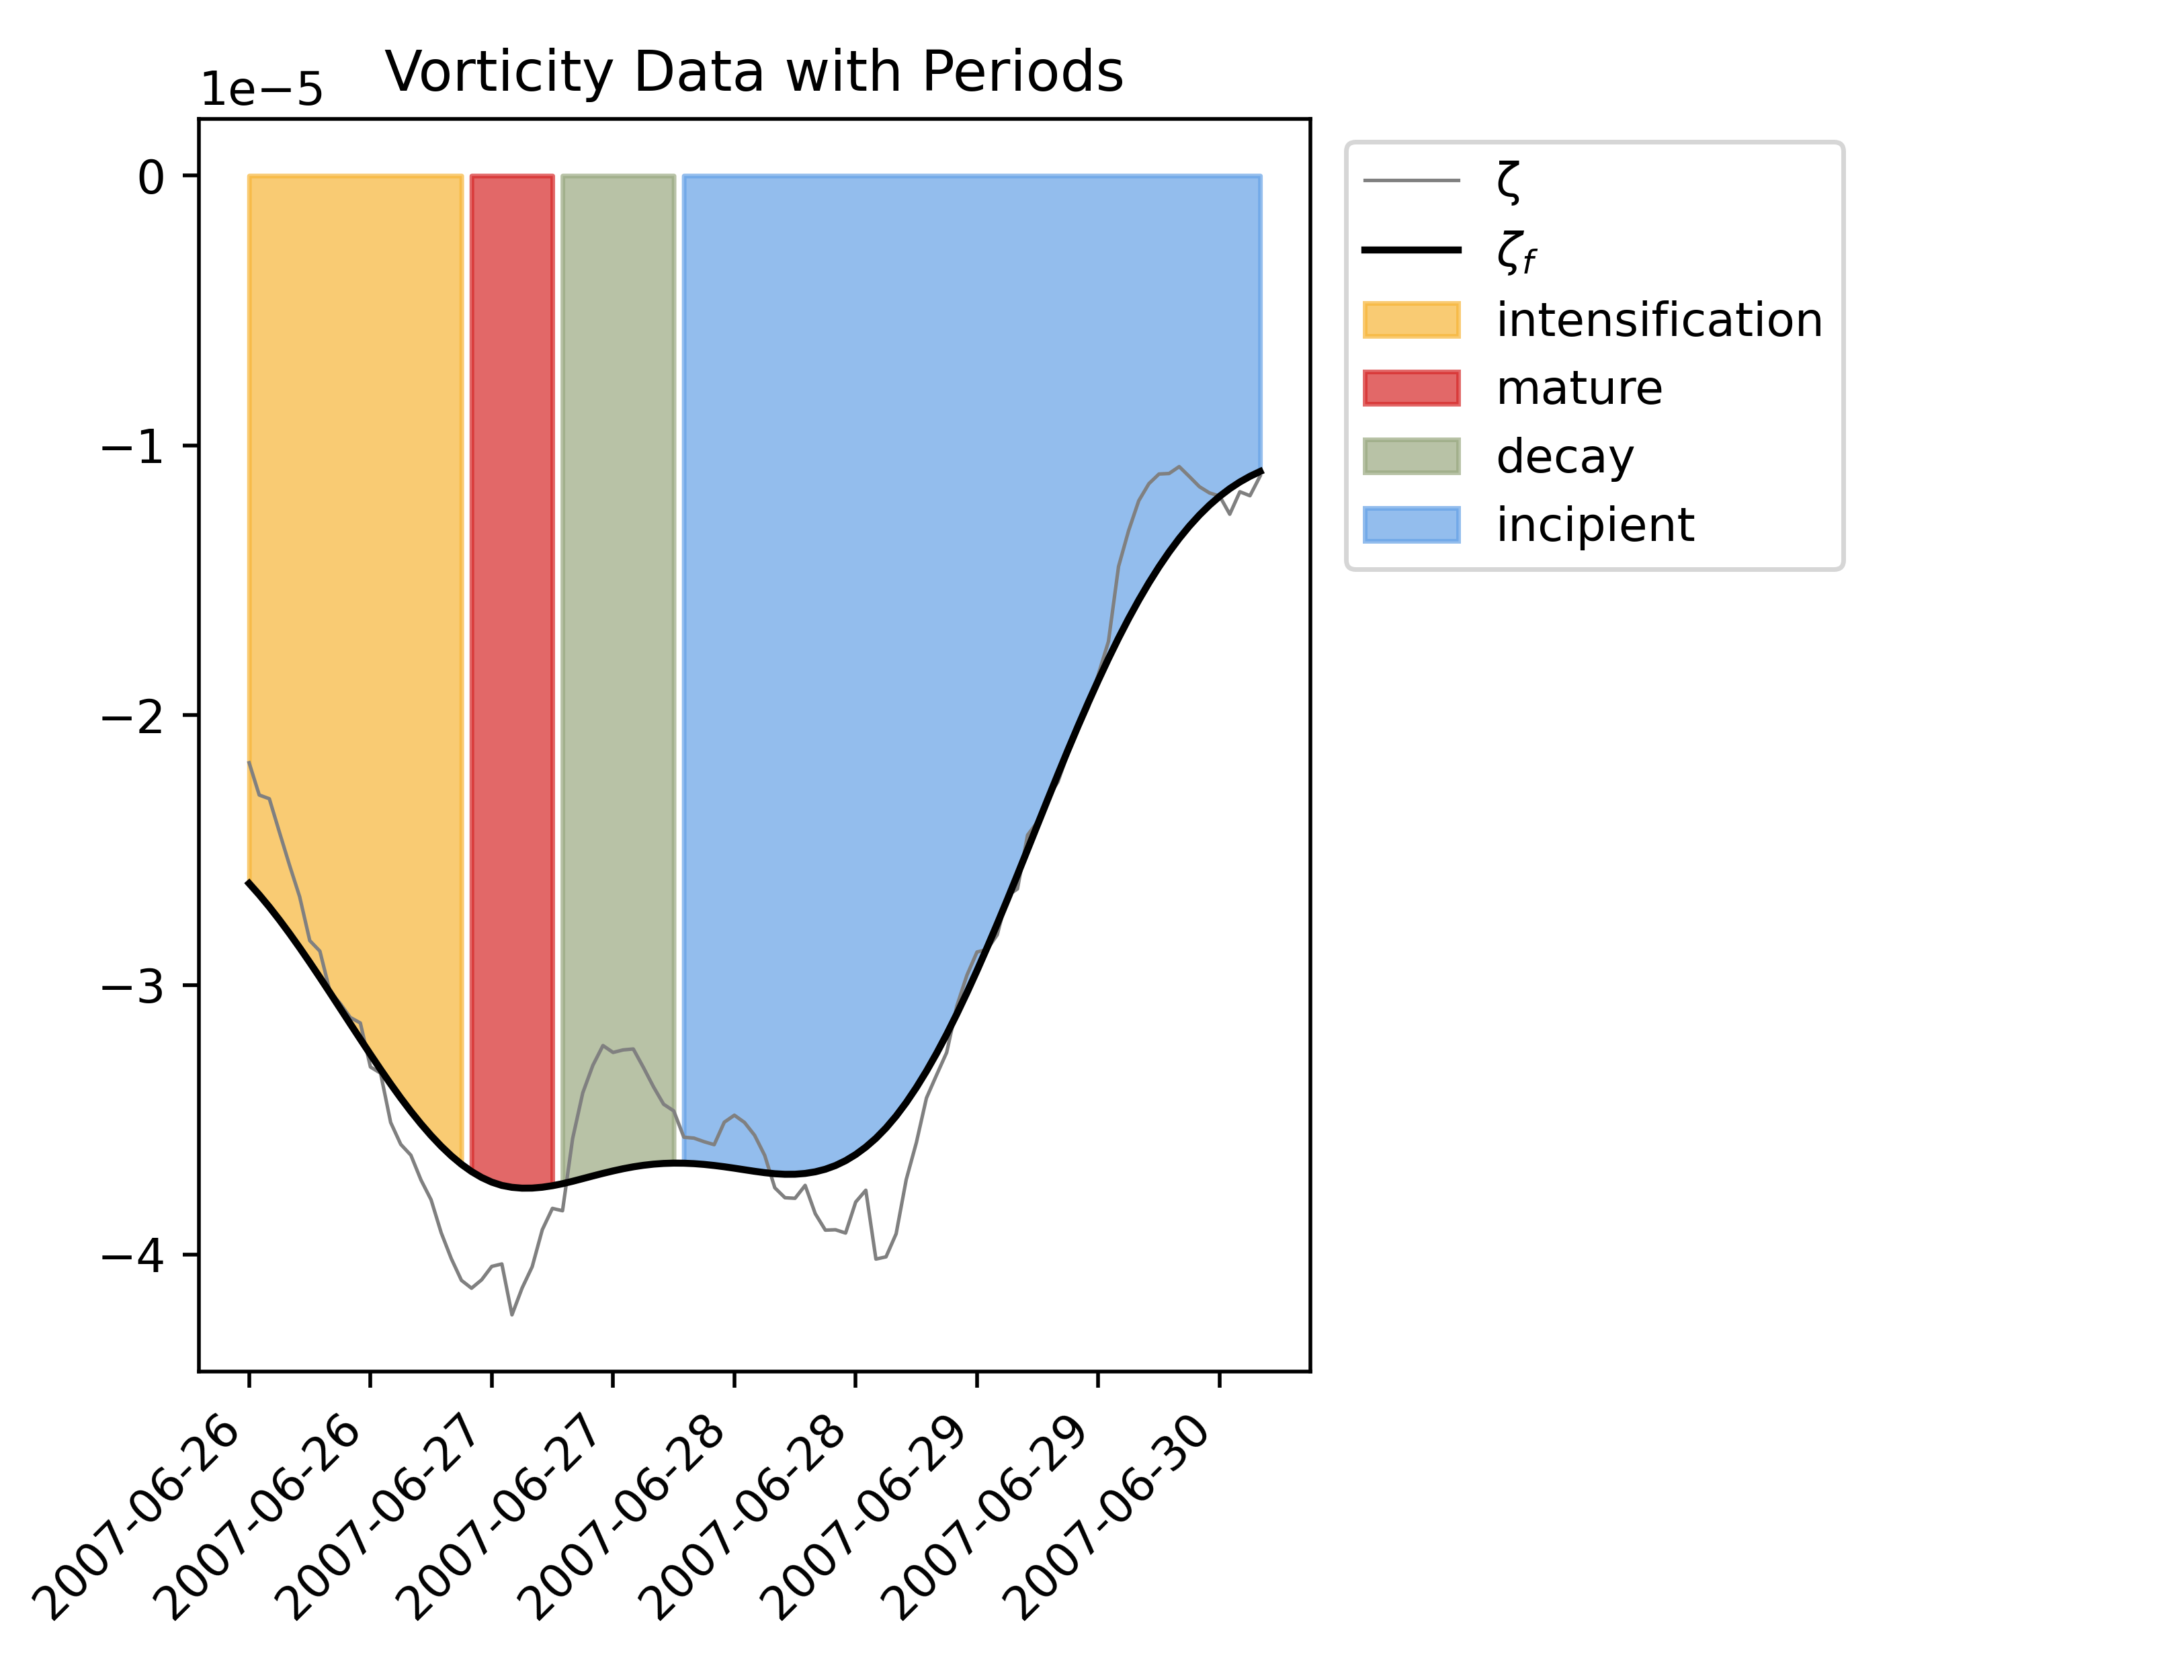 Vorticity Data with Periods
1e−5
0
−1
−2
−3
−4
2007-06-26
2007-06-26
2007-06-27
2007-06-27
2007-06-28
2007-06-28
2007-06-29
2007-06-29
2007-06-30
ζ
ζf
intensification
mature
decay
incipient